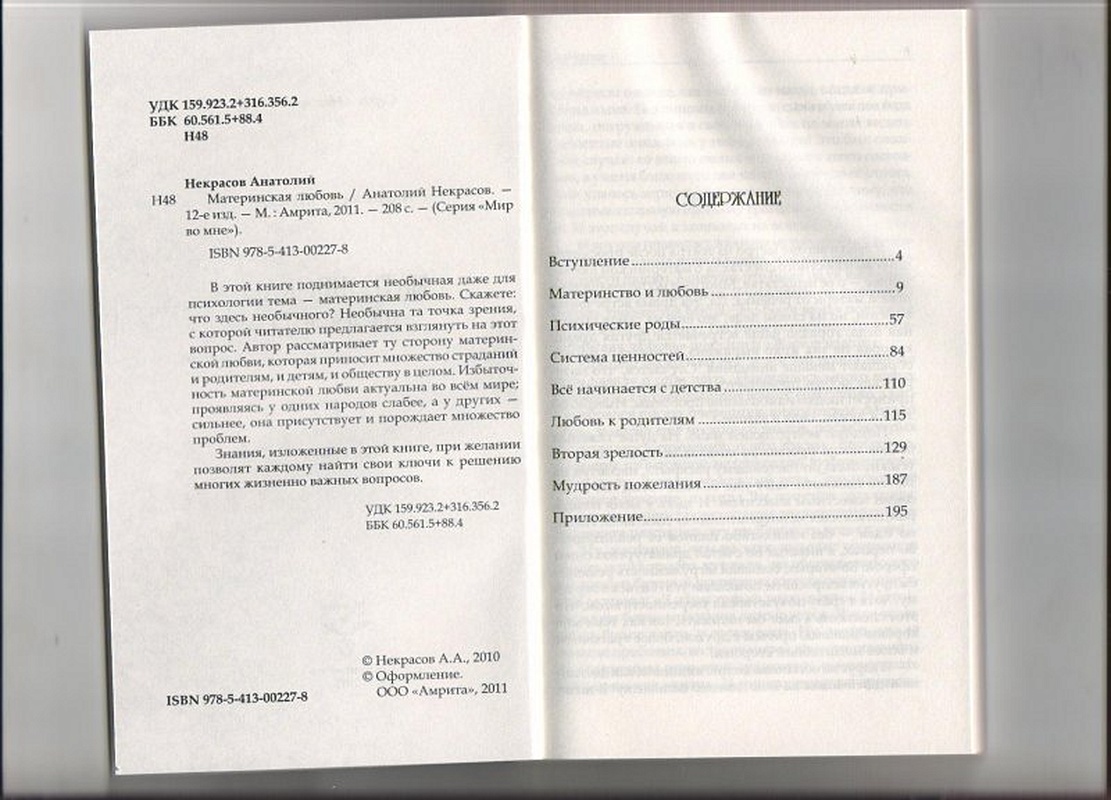 УДК 159.923.2+316.356.2
ББК 60.561.5+88.4
Н48
Некрасов Анатолий
Н48 Материнская любовь / Анатолий Некрасов. —
12-е изд. — М. : Амрита, 2011. — 208 с. — (Серия «Мир
во мне»).
ISBN 978-5-413-00227-8
В этой книге поднимается необычная даже для
психологии тема — материнская любовь. Скажете:
что здесь необычного? Необычна та точка зрения,
с которой читателю предлагается взглянуть на этот
вопрос. Автор рассматривает ту сторону материн-
ской любви, которая приносит множество страданий
и родителям, и детям, и обществу в целом. Избыточ-
ность материнской любви актуальна во всём мире;
проявляясь у одних народов слабее, а у других —
сильнее, она присутствует и порождает множество
проблем.
Знания, изложенные в этой книге, при желании
позволят каждому найти свои ключи к решению
многих жизненно важных вопросов.
УДК 159.923.2+316.356.2
ББК 60.561.5+88.4
© Некрасов А.А., 2010
© Оформление.
ООО «Амрита», 2011
ISBN 978-5-413-00227-8
СОДЕРЖАНИЕ
Вступление....................4
Материнство и любовь....................9
Психические роды....................57
Система ценностей....................84
Всё начинается с детства....................110
Любовь к родителям....................115
Вторая зрелость....................129
Мудрость пожелания....................187
Приложение....................195